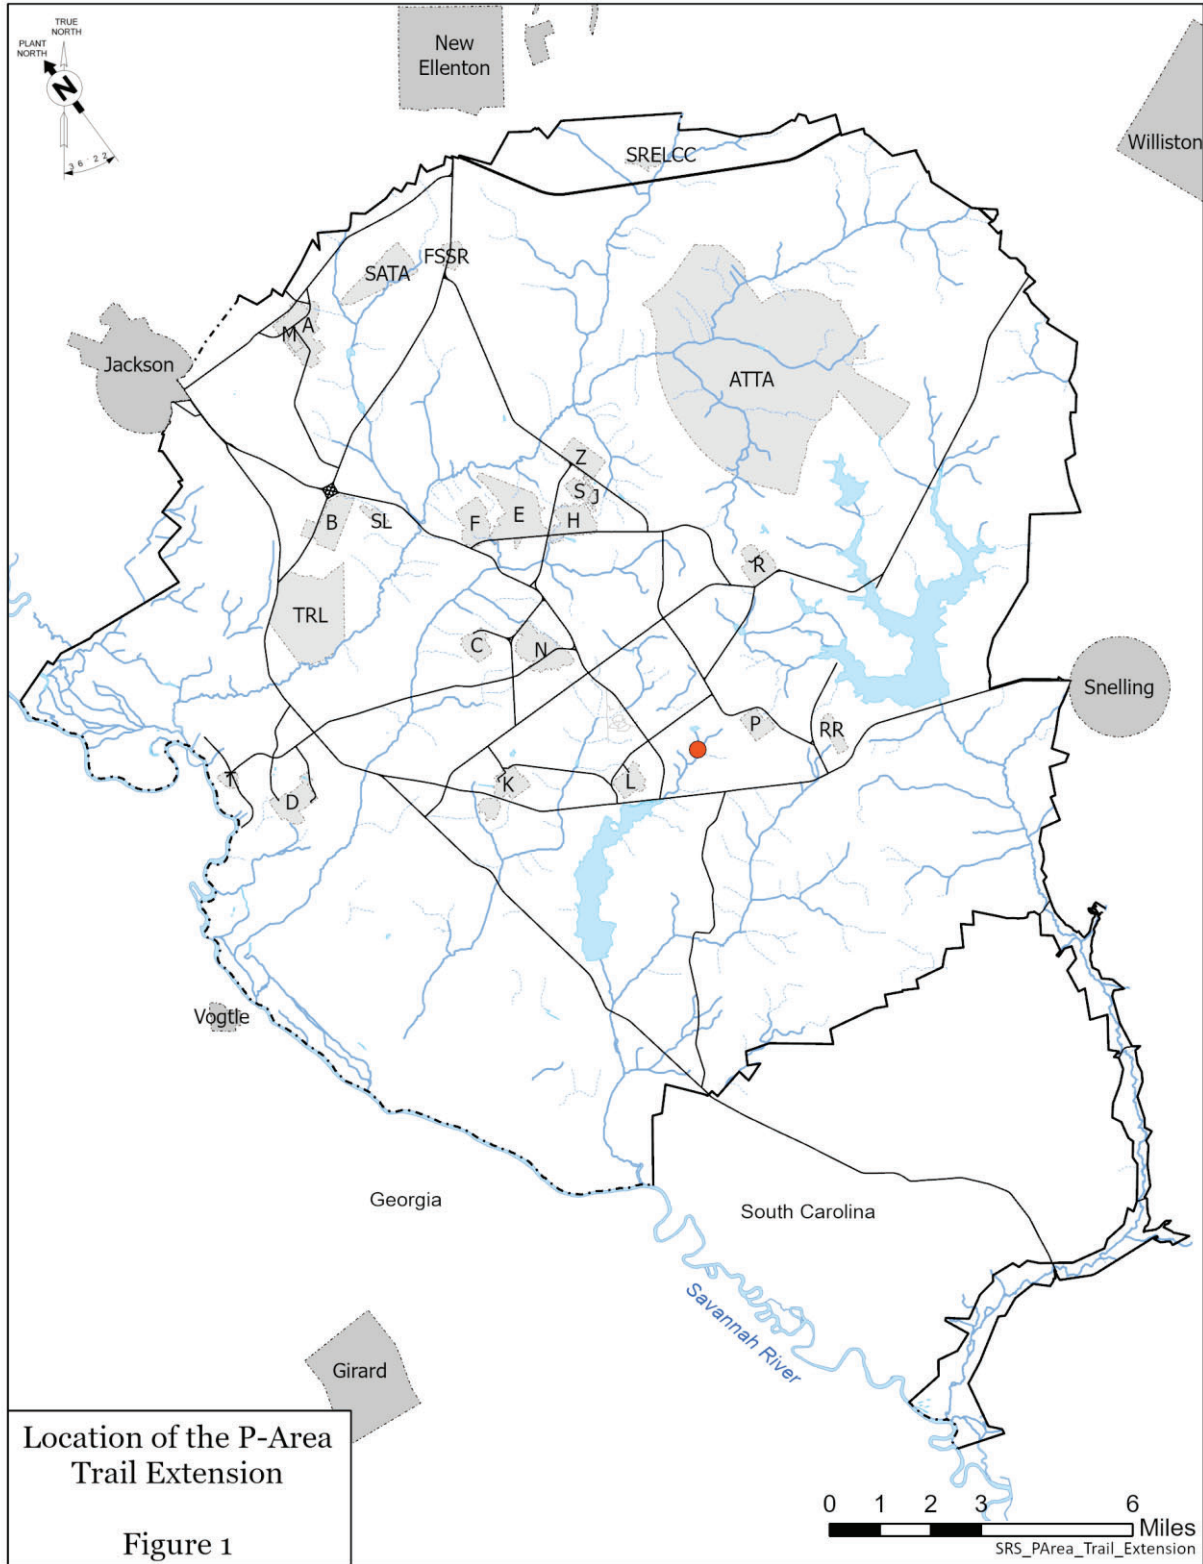 TRUE
NORTH
PLANT
NORTH
N
36°22'
New
Ellenton
Williston
SRELCC
FSSR
SATA
A
M
Jackson
ATTA
Z
S
J
B
SL
F
E
H
R
TRL
C
N
Snelling
P
RR
T
D
K
L
Vogtle
Georgia
South Carolina
Savannah River
Girard
Location of the P-Area
Trail Extension
Figure 1
0 1 2 3 6
Miles
SRS_PArea_Trail_Extension